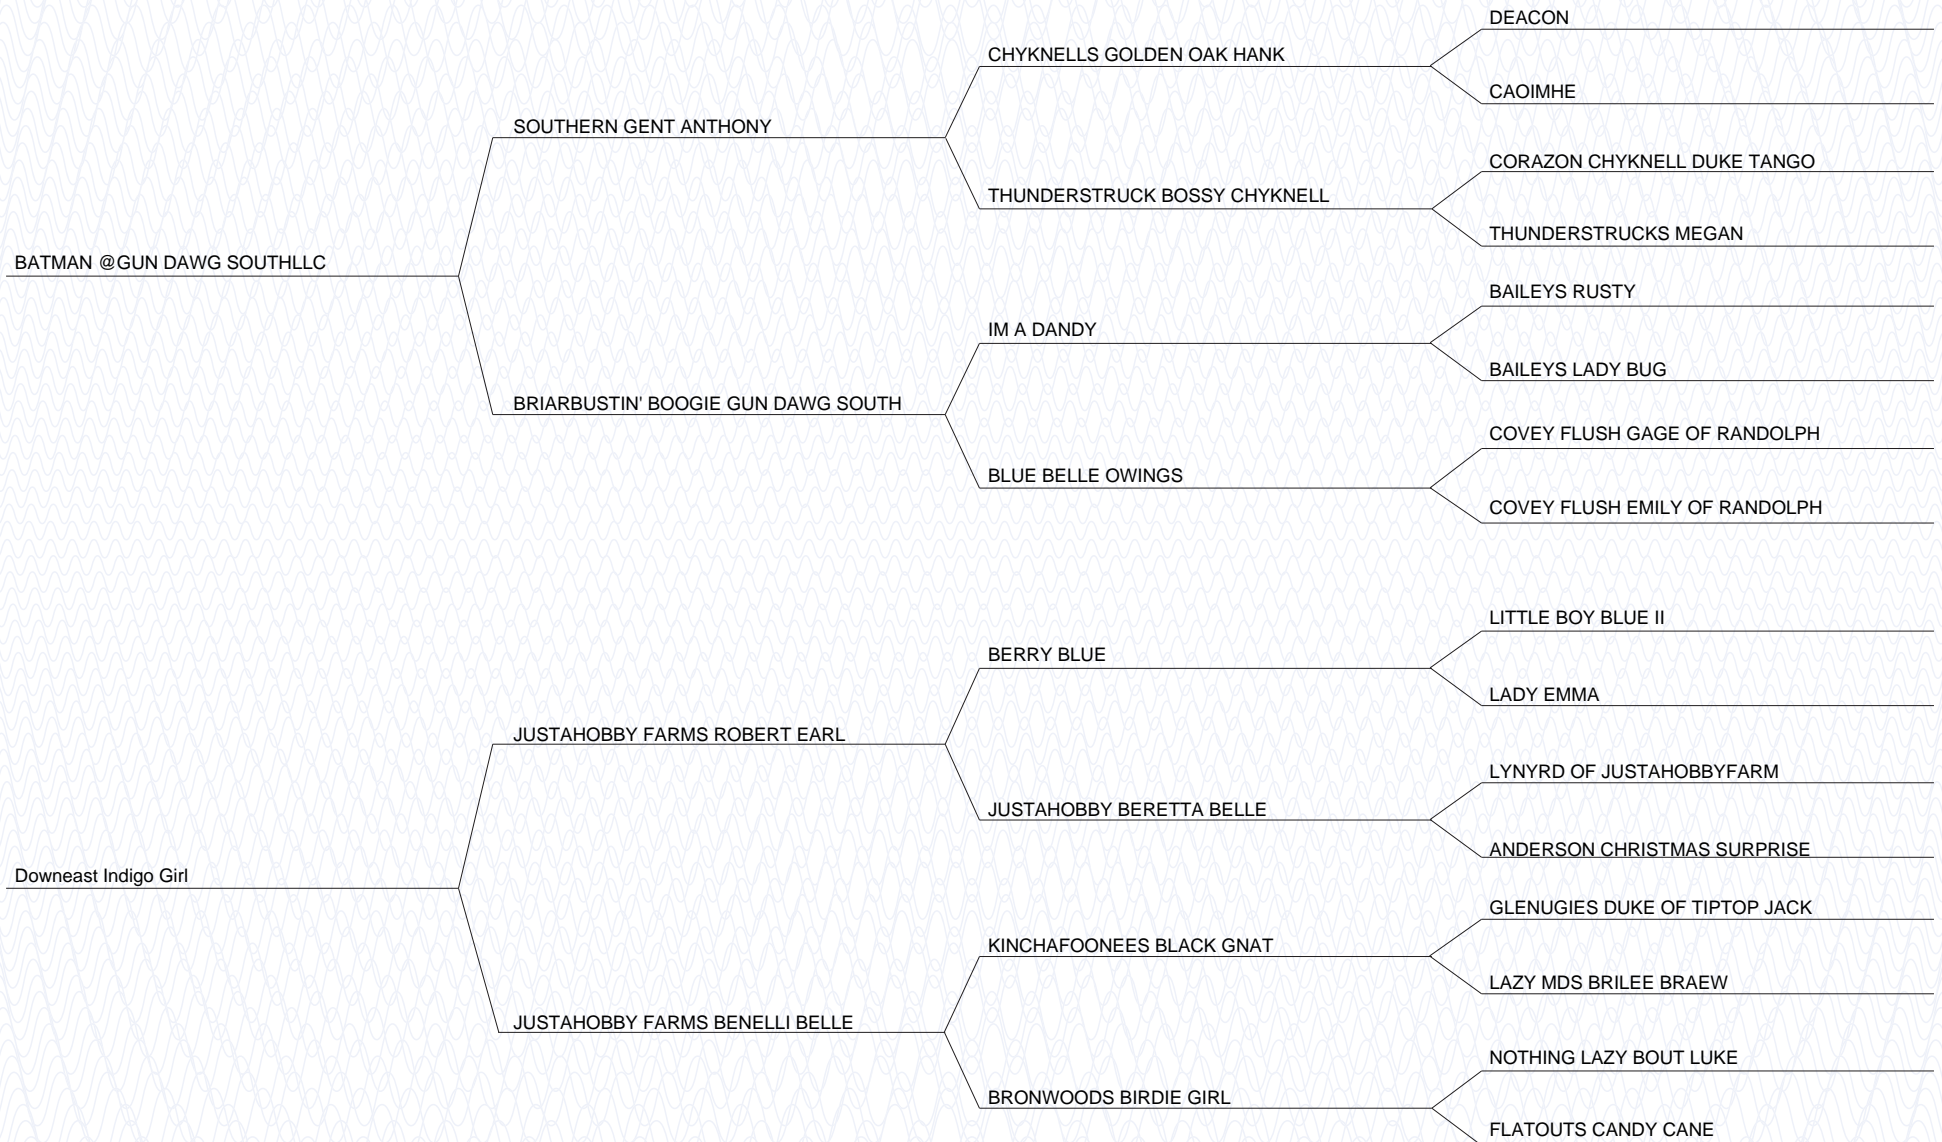 DEACON
CHYKNELLS GOLDEN OAK HANK
CAOIMHE
SOUTHERN GENT ANTHONY
CORAZON CHYKNELL DUKE TANGO
THUNDERSTRUCK BOSSY CHYKNELL
THUNDERSTRUCKS MEGAN
BATMAN @GUN DAWG SOUTHLLC
BAILEYS RUSTY
IM A DANDY
BAILEYS LADY BUG
BRIARBUSTIN' BOOGIE GUN DAWG SOUTH
COVEY FLUSH GAGE OF RANDOLPH
BLUE BELLE OWINGS
COVEY FLUSH EMILY OF RANDOLPH
LITTLE BOY BLUE II
BERRY BLUE
LADY EMMA
JUSTAHOBBY FARMS ROBERT EARL
LYNYRD OF JUSTAHOBBYFARM
JUSTAHOBBY BERETTA BELLE
ANDERSON CHRISTMAS SURPRISE
Downeast Indigo Girl
GLENUGIES DUKE OF TIPTOP JACK
KINCHAFOONEES BLACK GNAT
LAZY MDS BRILEE BRAEW
JUSTAHOBBY FARMS BENELLI BELLE
NOTHING LAZY BOUT LUKE
BRONWOODS BIRDIE GIRL
FLATOUTS CANDY CANE